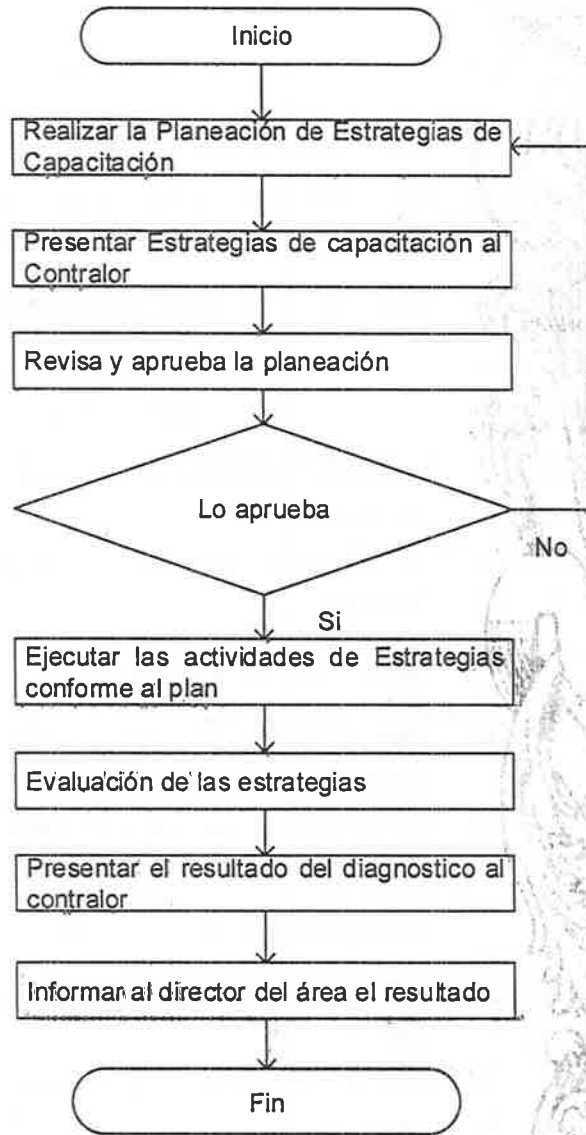 Inicio
Realizar la Planeación de Estrategias de
Capacitación
Presentar Estrategias de capacitación al
Contralor
Revisa y aprueba la planeación
Lo aprueba
No
Si
Ejecutar las actividades de Estrategias
conforme al plan
Evaluación de las estrategias
Presentar el resultado del diagnostico al
contralor
Informar al director del área el resultado
Fin